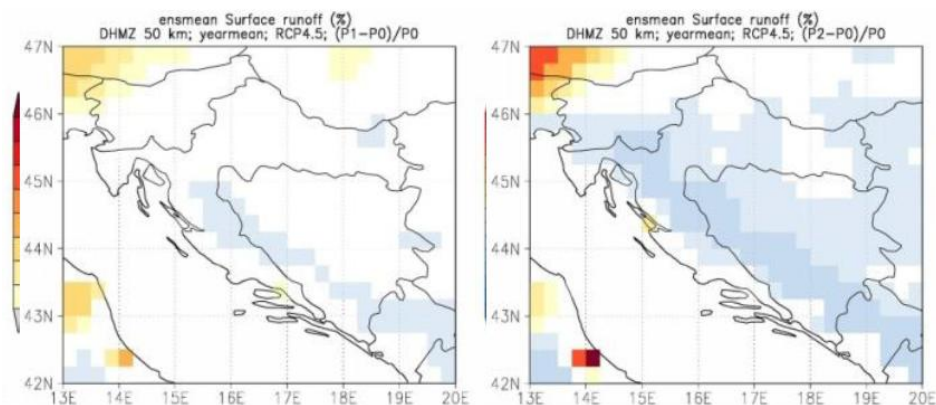 ensmean Surface runoff (%)
DHMZ 50 km; yearmean; RCP4.5; (P1-P0)/P0
47N
46N
45N
44N
43N
42N
13E 14E 15E 16E 17E 18E 19E 20E
ensmean Surface runoff (%)
DHMZ 50 km; yearmean; RCP4.5; (P2-P0)/P0
47N
46N
45N
44N
43N
42N
13E 14E 15E 16E 17E 18E 19E 20E